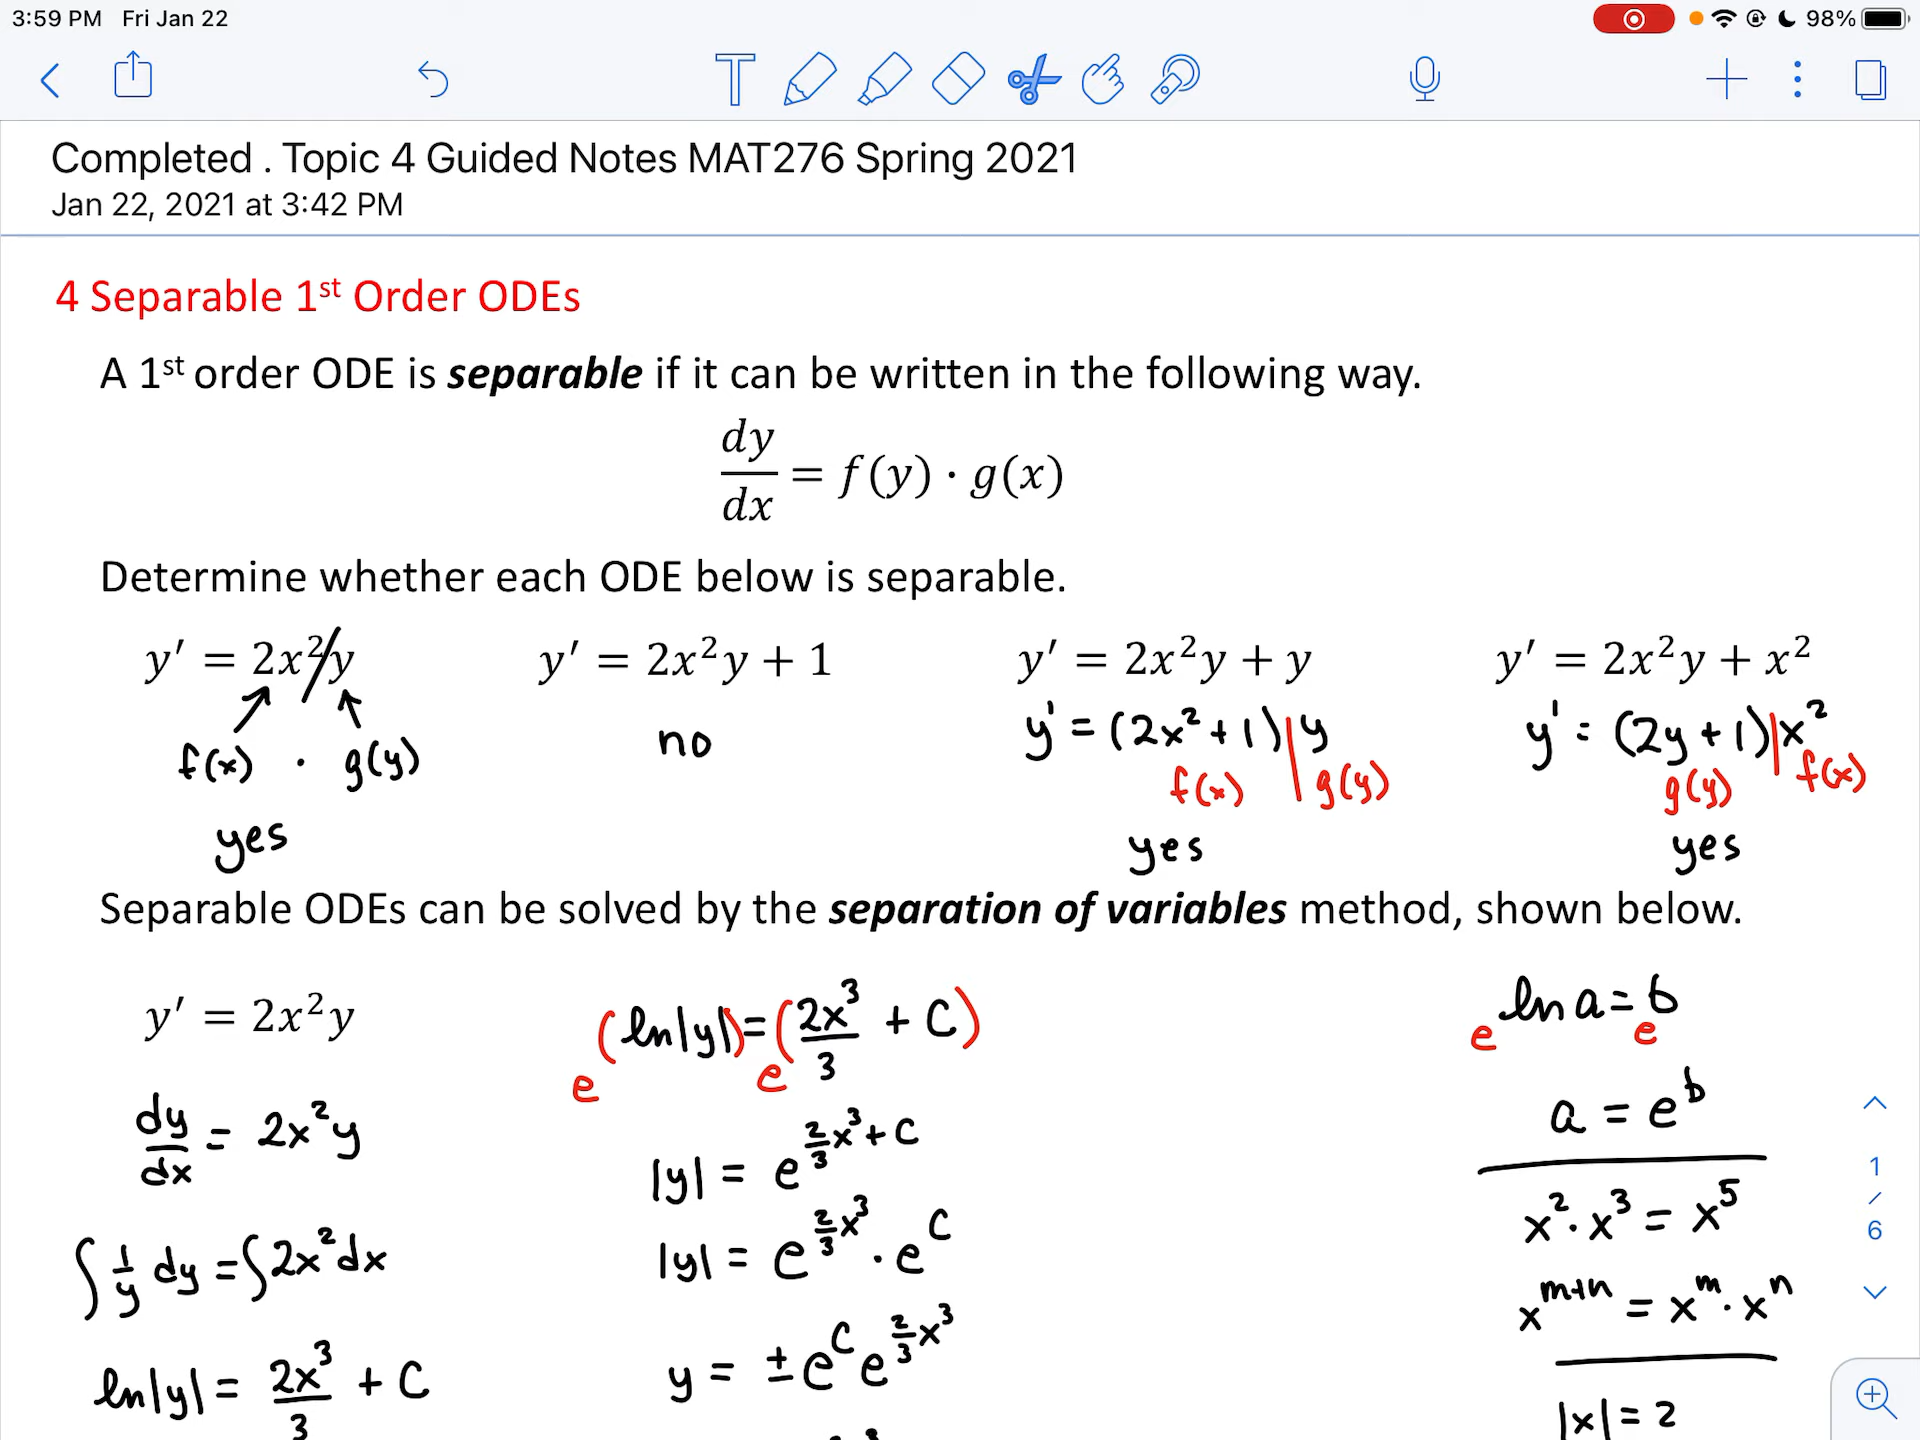 3:59 PM Fri Jan 22 98%
Completed . Topic 4 Guided Notes MAT276 Spring 2021
Jan 22, 2021 at 3:42 PM
4 Separable 1st Order ODEs
A 1st order ODE is separable if it can be written in the following way.
dy/dx = f(y) · g(x)
Determine whether each ODE below is separable.
y′ = 2x²/y
f(x) · g(y)
yes
y′ = 2x²y + 1
no
y′ = 2x²y + y
y' = (2x² + 1) | y
f(x) | g(y)
yes
y′ = 2x²y + x²
y' = (2y + 1) | x²
g(y) f(x)
yes
Separable ODEs can be solved by the separation of variables method, shown below.
y′ = 2x²y
dy/dx = 2x²y
∫ 1/y dy = ∫ 2x² dx
ln|y| = 2x³/3 + C
e^(ln|y|) = e^(2x³/3 + C)
|y| = e^(2/3 x³ + C)
|y| = e^(2/3 x³) · e^C
y = ± e^C e^(2/3 x³)
e^(ln a) = e^b
a = e^b
x² · x³ = x⁵
x^(m+n) = x^m · x^n
|x| = 2
1
/
6